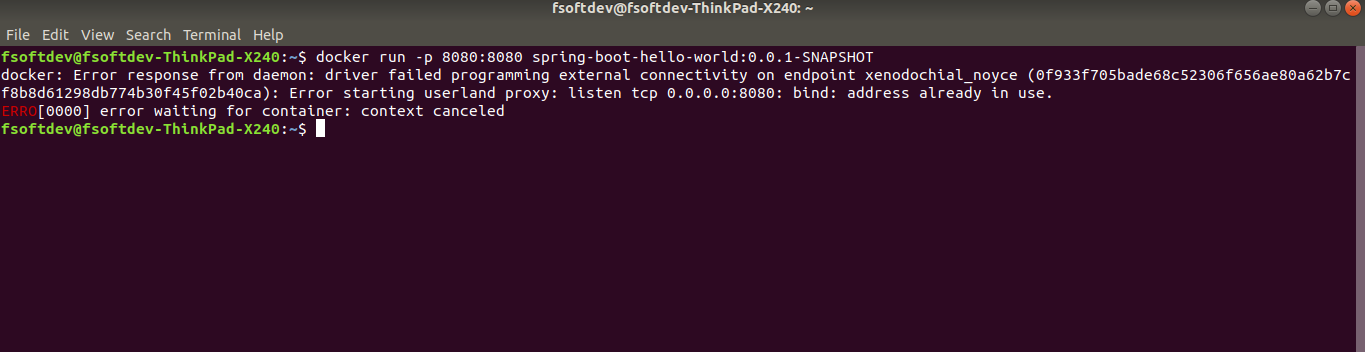 fsoftdev@fsoftdev-ThinkPad-X240: ~
File Edit View Search Terminal Help
fsoftdev@fsoftdev-ThinkPad-X240:~$ docker run -p 8080:8080 spring-boot-hello-world:0.0.1-SNAPSHOT
docker: Error response from daemon: driver failed programming external connectivity on endpoint xenodochial_noyce (0f933f705bade68c52306f656ae80a62b7c
f8b8d61298db774b30f45f02b40ca): Error starting userland proxy: listen tcp 0.0.0.0:8080: bind: address already in use.
ERRO[0000] error waiting for container: context canceled
fsoftdev@fsoftdev-ThinkPad-X240:~$